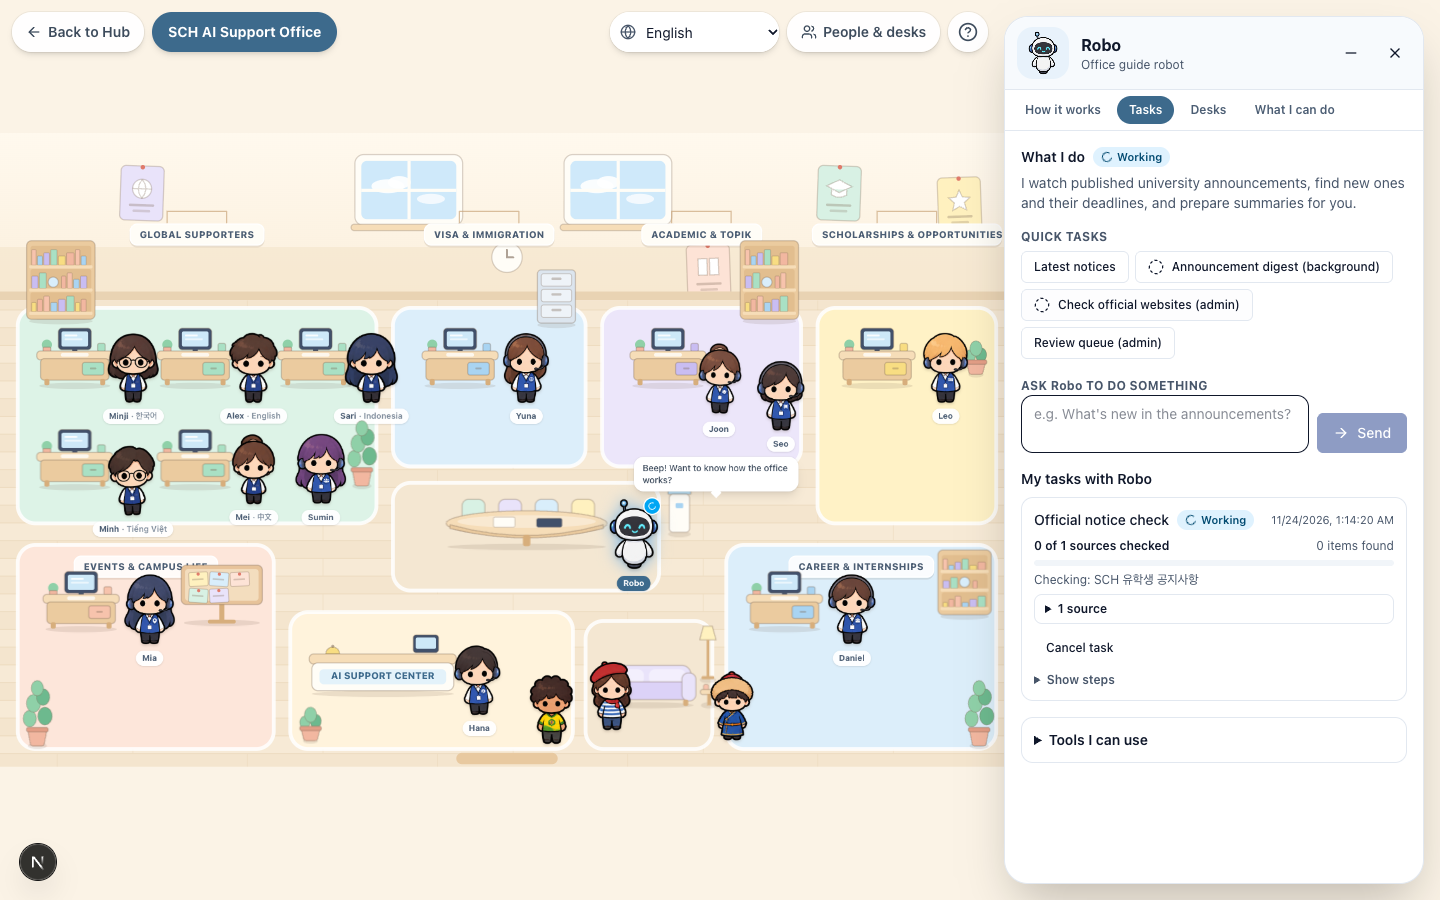 Back to Hub
SCH AI Support Office
English
People & desks
GLOBAL SUPPORTERS
VISA & IMMIGRATION
ACADEMIC & TOPIK
SCHOLARSHIPS & OPPORTUNITIES
Minji · 한국어
Alex · English
Sari · Indonesia
Yuna
Joon
Seo
Leo
Minh · Tiếng Việt
Mei · 中文
Sumin
Beep! Want to know how the office
works?
Robo
EVENTS & CAMPUS LIFE
CAREER & INTERNSHIPS
Mia
Daniel
AI SUPPORT CENTER
Hana
N
Robo
Office guide robot
How it works
Tasks
Desks
What I can do
What I do
Working
I watch published university announcements, find new ones
and their deadlines, and prepare summaries for you.
QUICK TASKS
Latest notices
Announcement digest (background)
Check official websites (admin)
Review queue (admin)
ASK Robo TO DO SOMETHING
e.g. What's new in the announcements?
Send
My tasks with Robo
Official notice check
Working
11/24/2026, 1:14:20 AM
0 of 1 sources checked
0 items found
Checking: SCH 유학생 공지사항
1 source
Cancel task
Show steps
Tools I can use